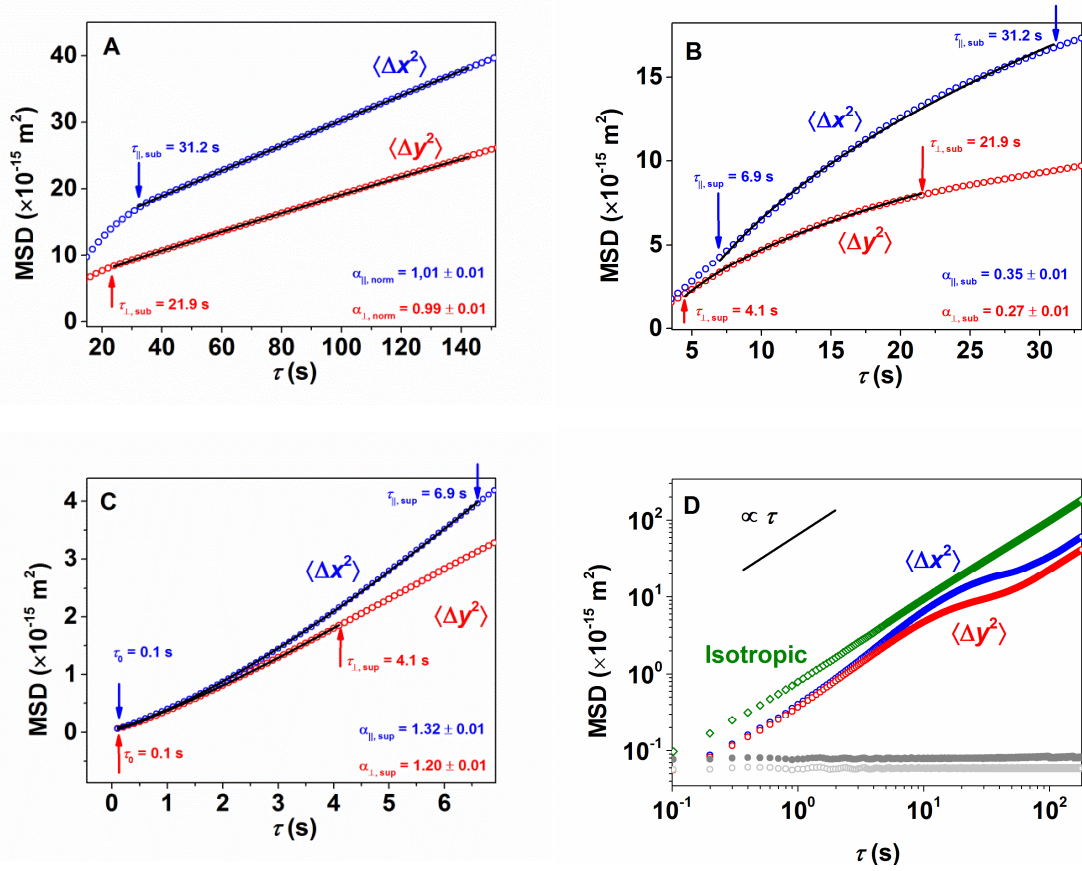 A
⟨Δx²⟩
⟨Δy²⟩
τ∥, sub = 31.2 s
τ⊥, sub = 21.9 s
α∥, norm = 1,01 ± 0.01
α⊥, norm = 0.99 ± 0.01
MSD (×10⁻¹⁵ m²)
0
10
20
30
40
20 40 60 80 100 120 140
τ (s)
B
τ∥, sub = 31.2 s
⟨Δx²⟩
τ⊥, sub = 21.9 s
τ∥, sup = 6.9 s
⟨Δy²⟩
α∥, sub = 0.35 ± 0.01
τ⊥, sup = 4.1 s
α⊥, sub = 0.27 ± 0.01
MSD (×10⁻¹⁵ m²)
0
5
10
15
5 10 15 20 25 30
τ (s)
C
τ∥, sup = 6.9 s
⟨Δx²⟩
⟨Δy²⟩
τ₀ = 0.1 s
τ⊥, sup = 4.1 s
α∥, sup = 1.32 ± 0.01
τ₀ = 0.1 s
α⊥, sup = 1.20 ± 0.01
MSD (×10⁻¹⁵ m²)
0
1
2
3
4
0 1 2 3 4 5 6
τ (s)
D
∝ τ
⟨Δx²⟩
⟨Δy²⟩
Isotropic
MSD (×10⁻¹⁵ m²)
10⁻¹
10⁰
10¹
10²
10⁻¹ 10⁰ 10¹ 10²
τ (s)